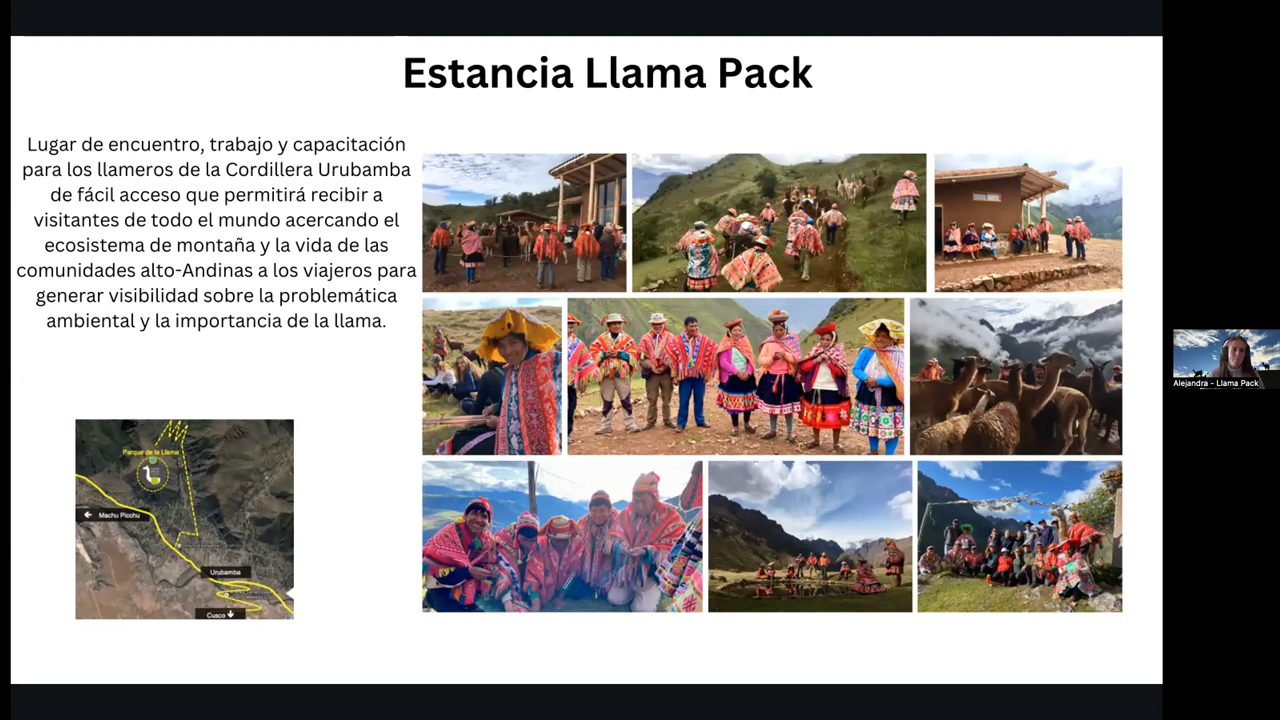 Estancia Llama Pack
Lugar de encuentro, trabajo y capacitación
para los llameros de la Cordillera Urubamba
de fácil acceso que permitirá recibir a
visitantes de todo el mundo acercando el
ecosistema de montaña y la vida de las
comunidades alto-Andinas a los viajeros para
generar visibilidad sobre la problemática
ambiental y la importancia de la llama.
Parque de la Llama
Machu Picchu
Urubamba
Cusco
Alejandra - Llama Pack